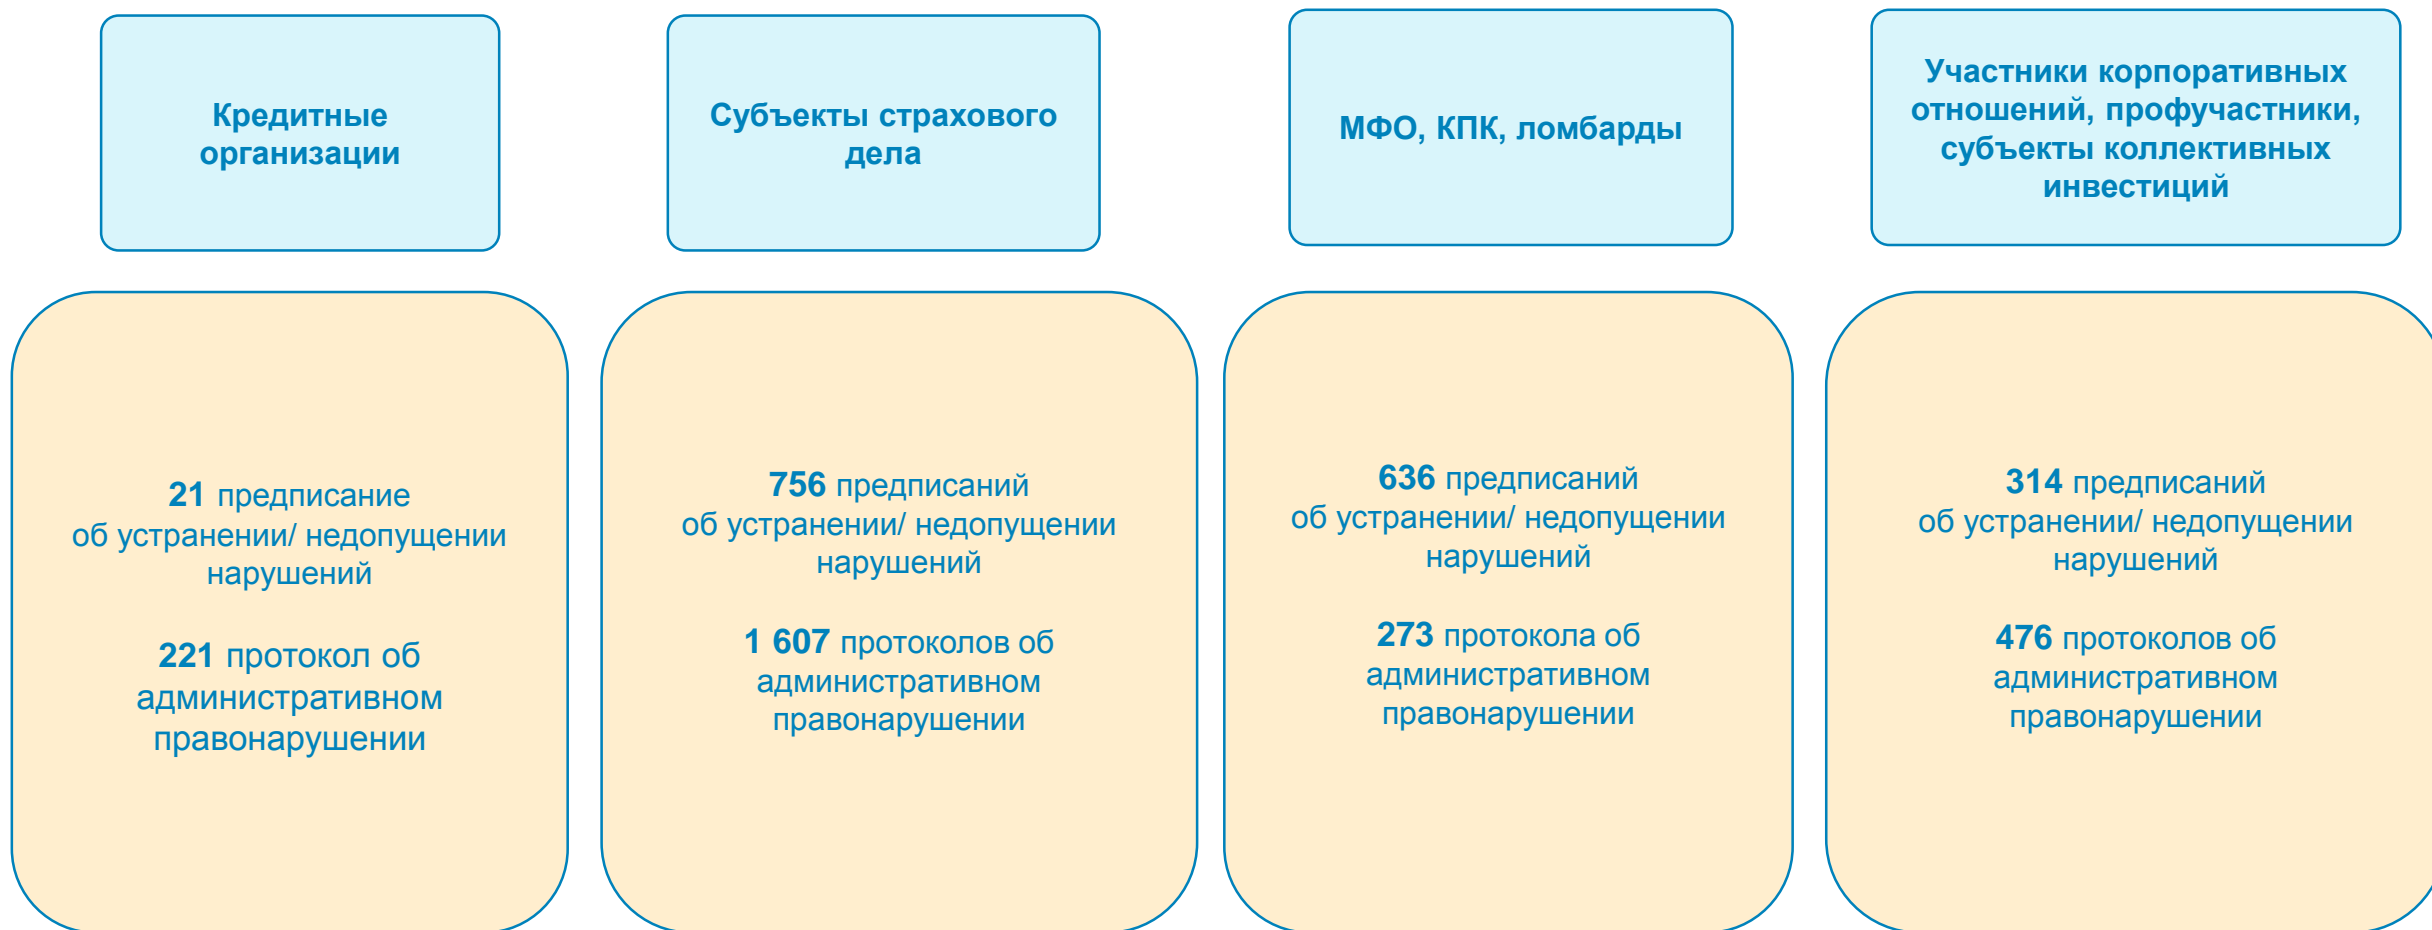 Кредитные
организации
Субъекты страхового
дела
МФО, КПК, ломбарды
Участники корпоративных
отношений, профучастники,
субъекты коллективных
инвестиций
21 предписание
об устранении/ недопущении
нарушений
221 протокол об
административном
правонарушении
756 предписаний
об устранении/ недопущении
нарушений
1 607 протоколов об
административном
правонарушении
636 предписаний
об устранении/ недопущении
нарушений
273 протокола об
административном
правонарушении
314 предписаний
об устранении/ недопущении
нарушений
476 протоколов об
административном
правонарушении